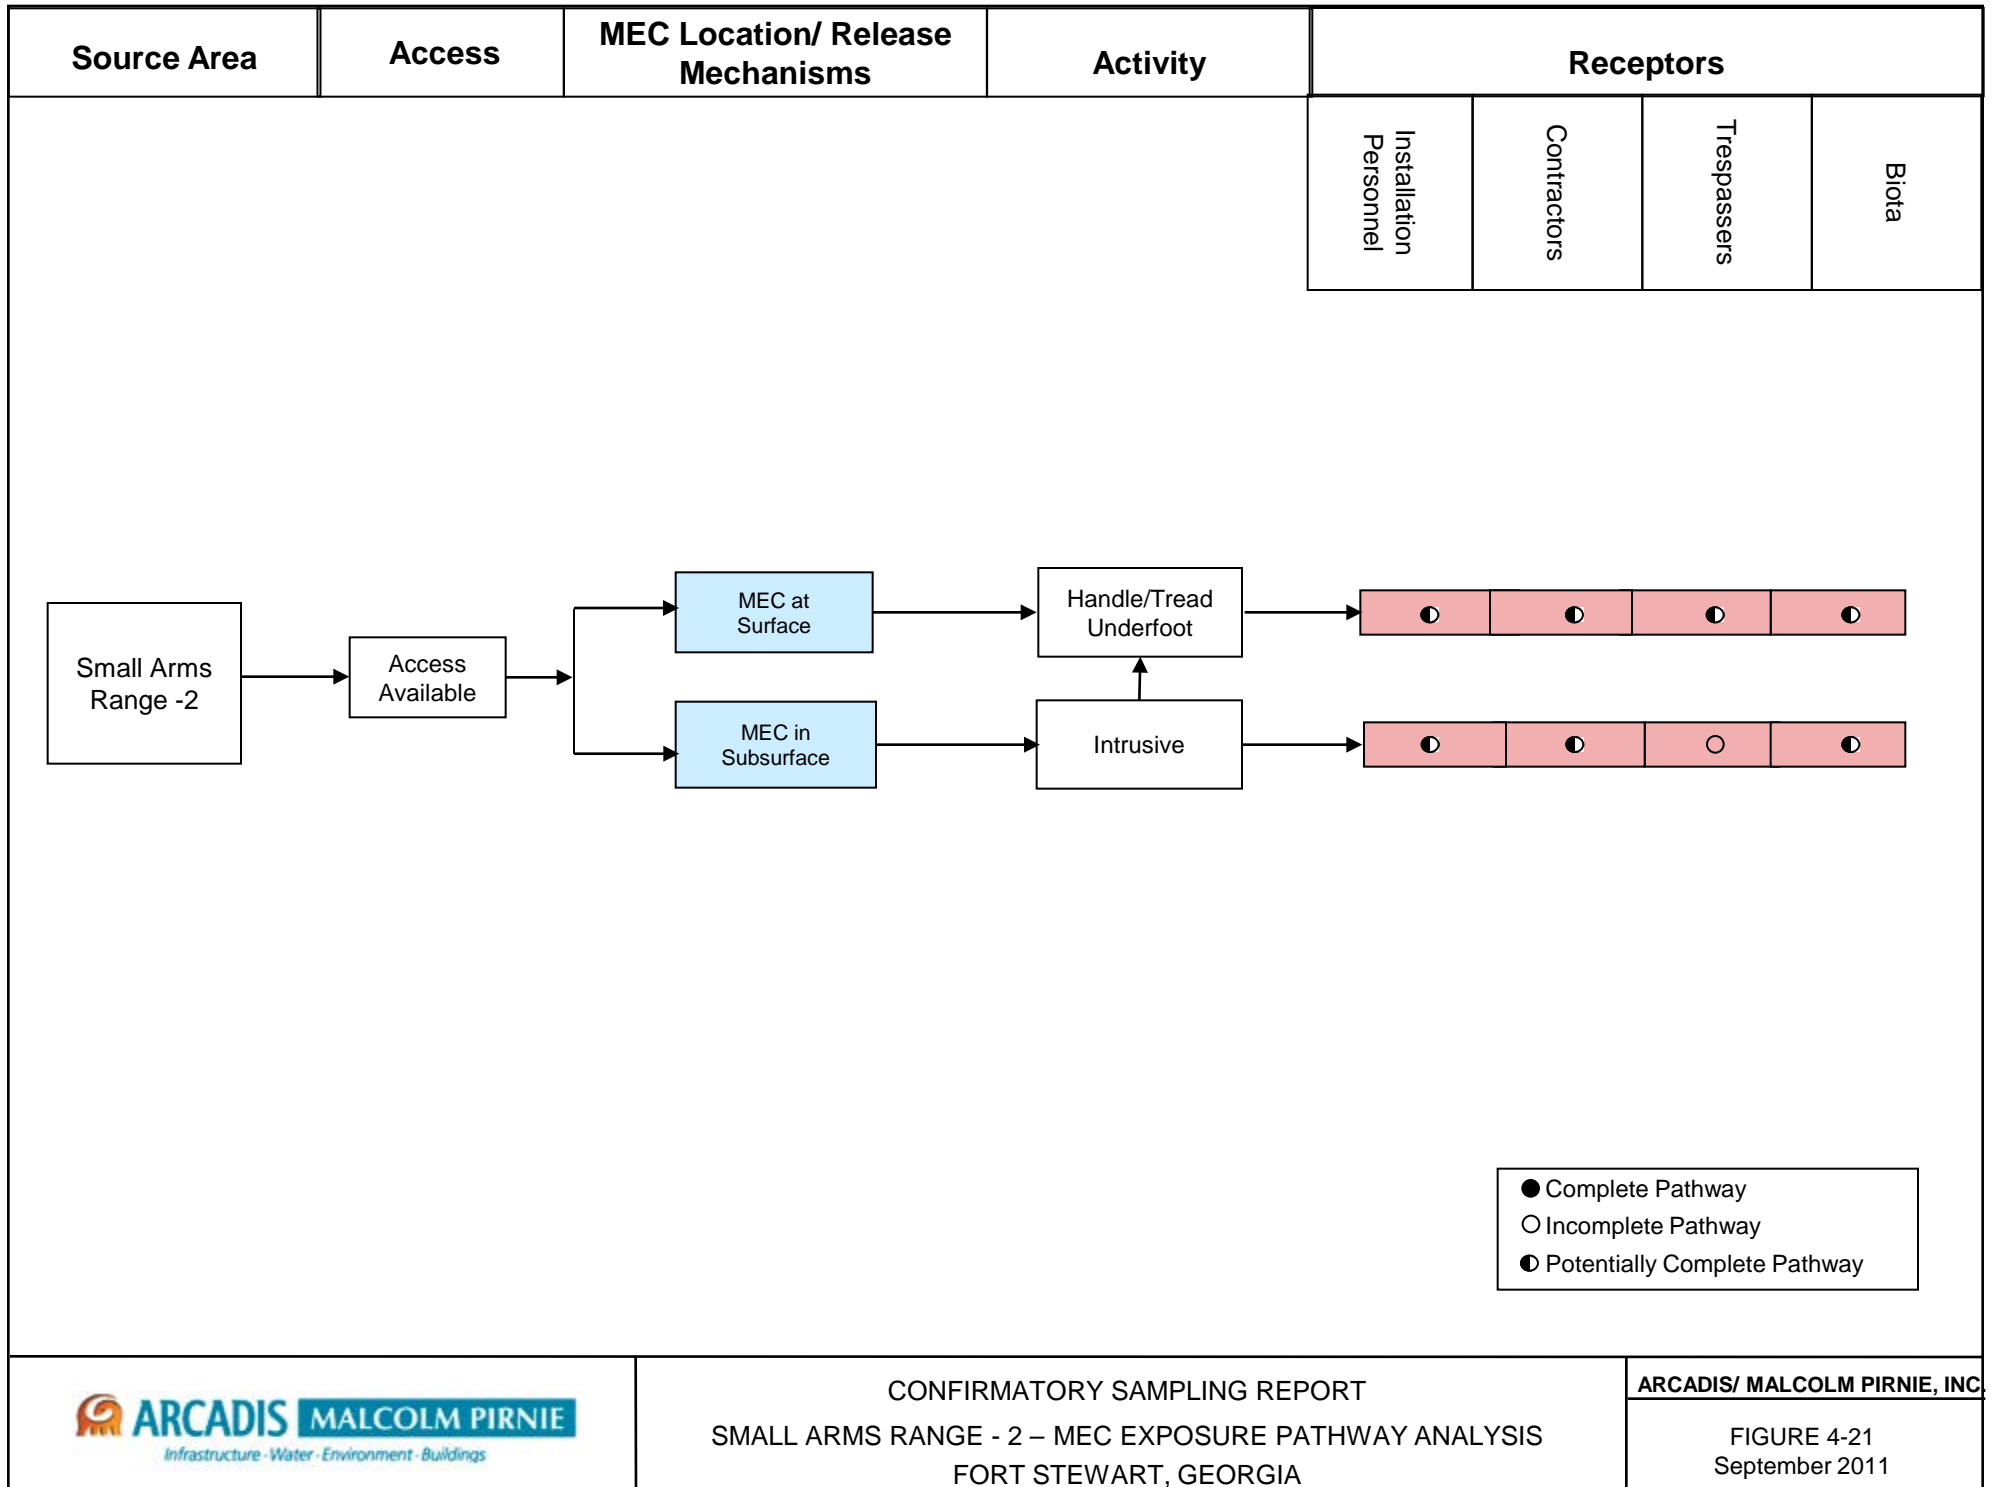 Source Area
Access
MEC Location/ Release
Mechanisms
Activity
Receptors
Installation
Personnel
Contractors
Trespassers
Biota
Small Arms
Range -2
Access
Available
MEC at
Surface
MEC in
Subsurface
Handle/Tread
Underfoot
Intrusive
Complete Pathway
Incomplete Pathway
Potentially Complete Pathway
ARCADIS MALCOLM PIRNIE
Infrastructure · Water · Environment · Buildings
CONFIRMATORY SAMPLING REPORT
SMALL ARMS RANGE - 2 – MEC EXPOSURE PATHWAY ANALYSIS
FORT STEWART, GEORGIA
ARCADIS/ MALCOLM PIRNIE, INC.
FIGURE 4-21
September 2011